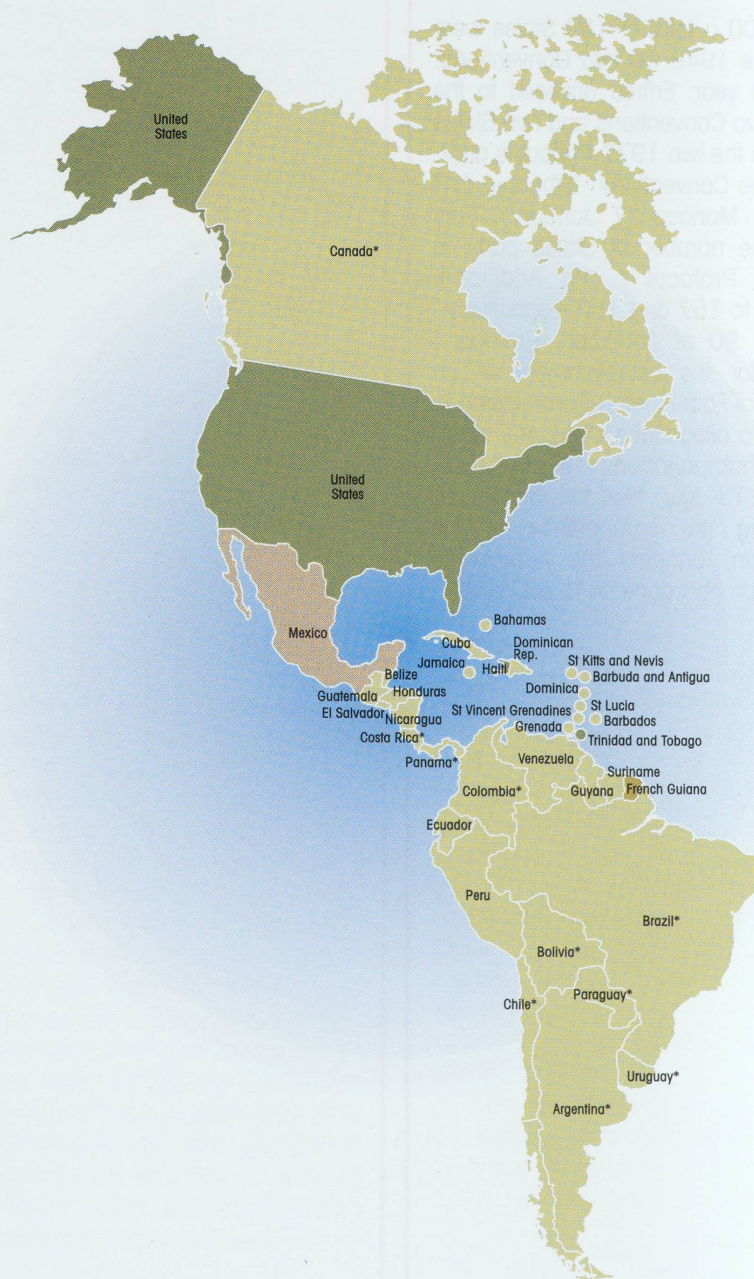 United
States
Canada*
United
States
Mexico
Bahamas
Cuba
Dominican
Rep.
Jamaica
Haiti
St Kitts and Nevis
Barbuda and Antigua
Belize
Dominica
Guatemala
Honduras
St Lucia
El Salvador
St Vincent Grenadines
Nicaragua
Barbados
Grenada
Costa Rica*
Trinidad and Tobago
Panama*
Venezuela
Suriname
Colombia*
Guyana
French Guiana
Ecuador
Peru
Brazil*
Bolivia*
Paraguay*
Chile*
Uruguay*
Argentina*